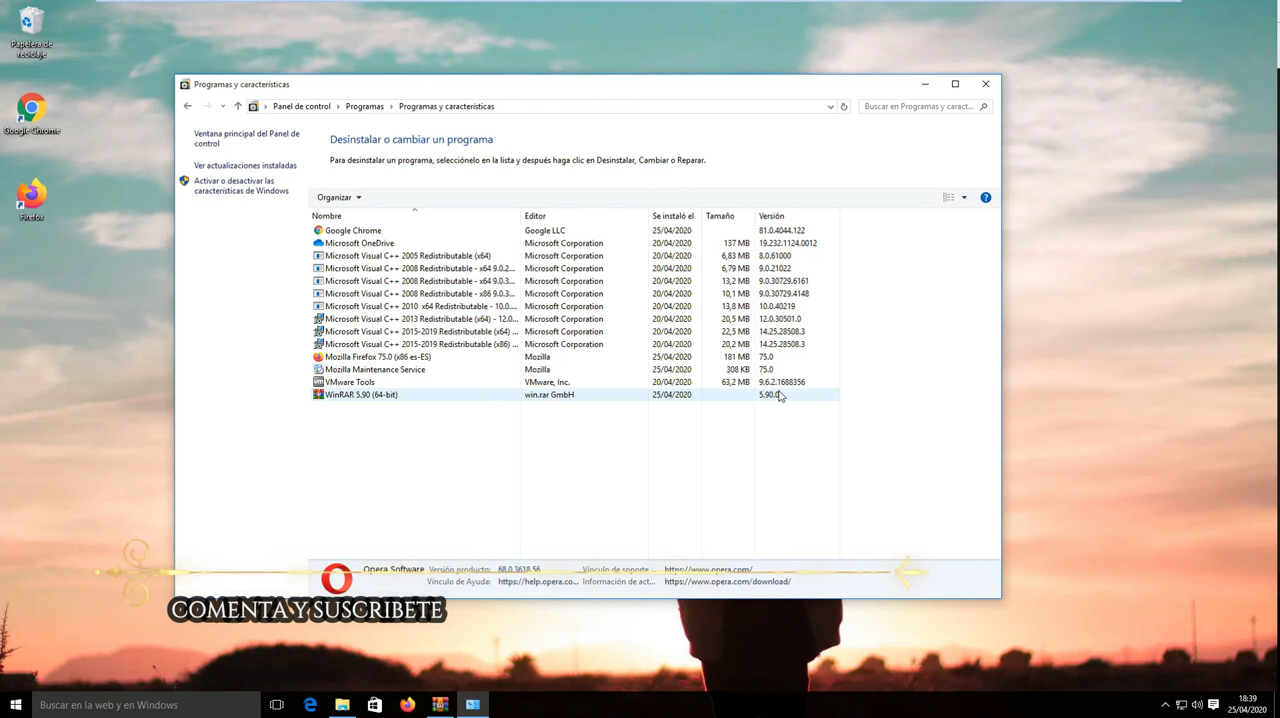 Papelera de
reciclaje
Google Chrome
Firefox
Programas y características
Panel de control > Programas > Programas y características
Buscar en Programas y caract...
Ventana principal del Panel de
control
Ver actualizaciones instaladas
Activar o desactivar las
características de Windows
Desinstalar o cambiar un programa
Para desinstalar un programa, selecciónelo en la lista y después haga clic en Desinstalar, Cambiar o Reparar.
Organizar
Nombre Editor Se instaló el Tamaño Versión
Google Chrome Google LLC 25/04/2020 81.0.4044.122
Microsoft OneDrive Microsoft Corporation 20/04/2020 137 MB 19.232.1124.0012
Microsoft Visual C++ 2005 Redistributable (x64) Microsoft Corporation 20/04/2020 6,83 MB 8.0.61000
Microsoft Visual C++ 2008 Redistributable - x64 9.0.2... Microsoft Corporation 20/04/2020 6,79 MB 9.0.21022
Microsoft Visual C++ 2008 Redistributable - x64 9.0.3... Microsoft Corporation 20/04/2020 13,2 MB 9.0.30729.6161
Microsoft Visual C++ 2008 Redistributable - x86 9.0.3... Microsoft Corporation 20/04/2020 10,1 MB 9.0.30729.4148
Microsoft Visual C++ 2010 x64 Redistributable - 10.0.... Microsoft Corporation 20/04/2020 13,8 MB 10.0.40219
Microsoft Visual C++ 2013 Redistributable (x64) - 12.0... Microsoft Corporation 20/04/2020 20,5 MB 12.0.30501.0
Microsoft Visual C++ 2015-2019 Redistributable (x64) ... Microsoft Corporation 20/04/2020 22,5 MB 14.25.28508.3
Microsoft Visual C++ 2015-2019 Redistributable (x86) ... Microsoft Corporation 20/04/2020 20,2 MB 14.25.28508.3
Mozilla Firefox 75.0 (x86 es-ES) Mozilla 25/04/2020 181 MB 75.0
Mozilla Maintenance Service Mozilla 25/04/2020 308 KB 75.0
VMware Tools VMware, Inc. 20/04/2020 63,2 MB 9.6.2.1688356
WinRAR 5.90 (64-bit) win.rar GmbH 25/04/2020 5.90.0
Opera Software Versión producto: 68.0.3618.56 Vínculo de soporte... https://www.opera.com/
Vínculo de Ayuda: https://help.opera.co... Información de act... https://www.opera.com/download/
COMENTA Y SUSCRIBETE
Buscar en la web y en Windows
18:39
25/04/2020